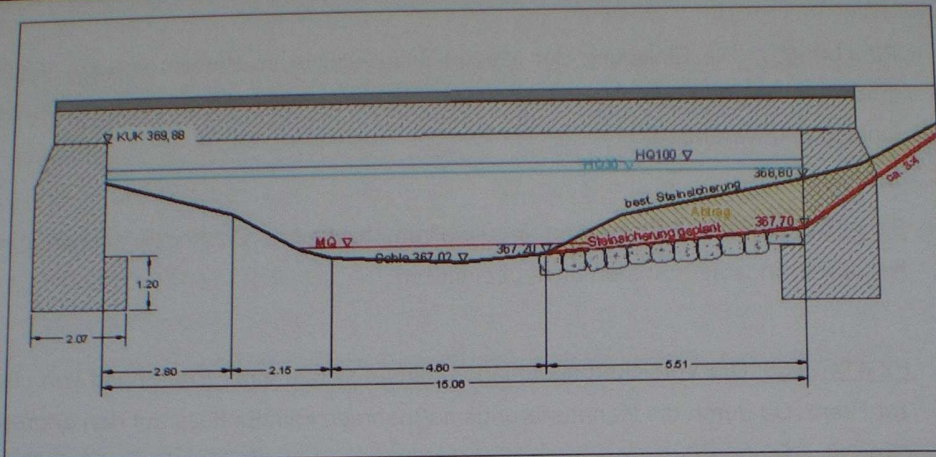 KUK 369,88
HQ100
HQ30
368,80
best. Steinsicherung
ca. 3:4
Abtrag
367,70
MQ
Steinsicherung geplant
367,20
Sohle 367,02
1.20
2.07
2.80
2.15
4.60
5.51
15.06